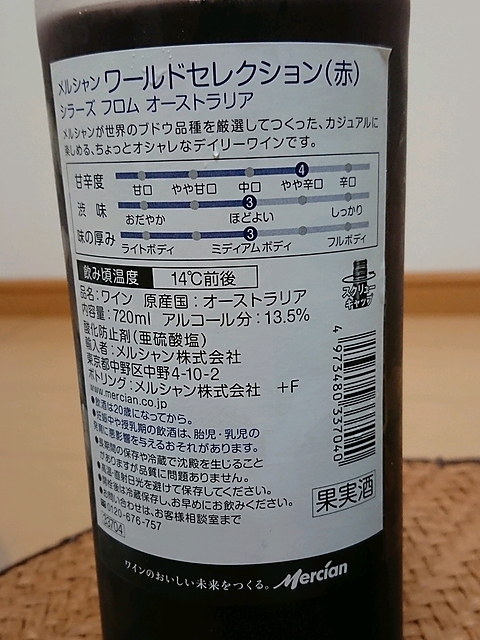 メルシャン ワールドセレクション(赤)
シラーズ フロム オーストラリア
メルシャンが世界のブドウ品種を厳選してつくった、カジュアルに
楽しめる、ちょっとオシャレなデイリーワインです。
甘辛度 4
甘口 やや甘口 中口 やや辛口 辛口
渋味 3
おだやか ほどよい しっかり
味の厚み 3
ライトボディ ミディアムボディ フルボディ
飲み頃温度 14℃前後
品名:ワイン 原産国:オーストラリア
内容量:720ml アルコール分:13.5%
酸化防止剤(亜硫酸塩)
輸入者:メルシャン株式会社
東京都中野区中野4-10-2
ボトリング:メルシャン株式会社 +F
www.mercian.co.jp
スクリュー
キャップ
4 973480 337040
●飲酒は20歳になってから。
●妊娠中や授乳期の飲酒は、胎児・乳児の
発育に悪影響を与えるおそれがあります。
●長期間の保存や冷蔵で沈殿を生じること
がありますが品質に問題ありません。
●高温・直射日光を避けて保存してください。
●開栓後は冷蔵保存し、お早めにお飲みください。
●お問い合わせは、お客様相談室まで
0120-676-757
33704
果実酒
ワインのおいしい未来をつくる。 Mercian